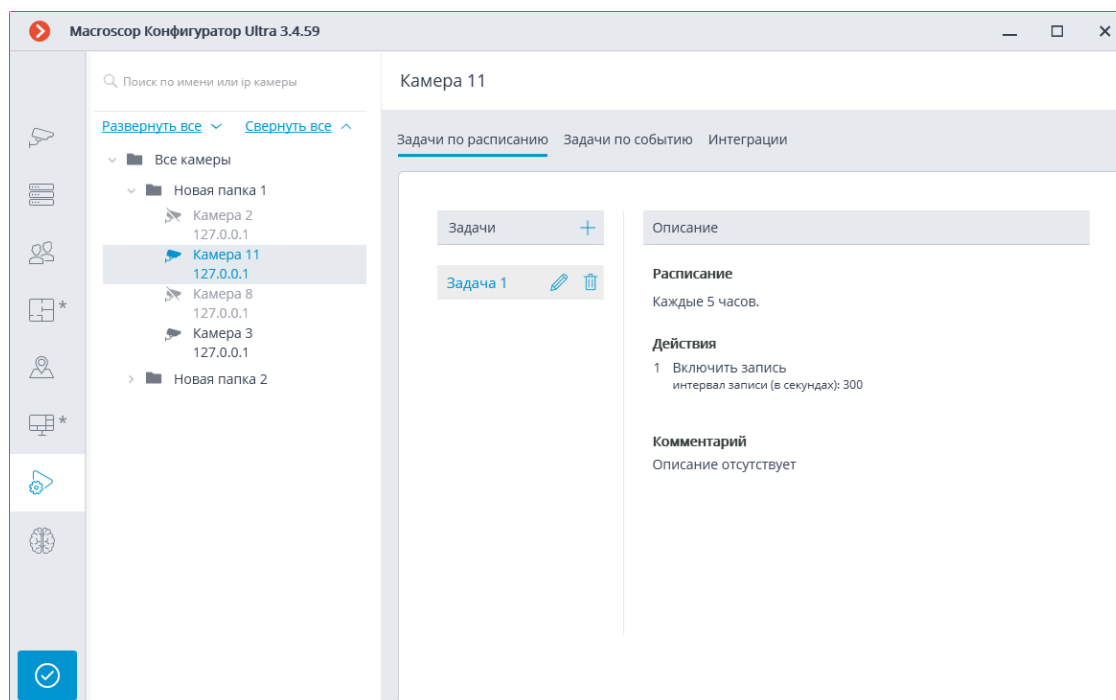 Macroscop Конфигуратор Ultra 3.4.59
Поиск по имени или ip камеры
Развернуть все Свернуть все
Все камеры
Новая папка 1
Камера 2
127.0.0.1
Камера 11
127.0.0.1
Камера 8
127.0.0.1
Камера 3
127.0.0.1
Новая папка 2
*
*
Камера 11
Задачи по расписанию Задачи по событию Интеграции
Задачи
Задача 1
Описание
Расписание
Каждые 5 часов.
Действия
1 Включить запись
интервал записи (в секундах): 300
Комментарий
Описание отсутствует